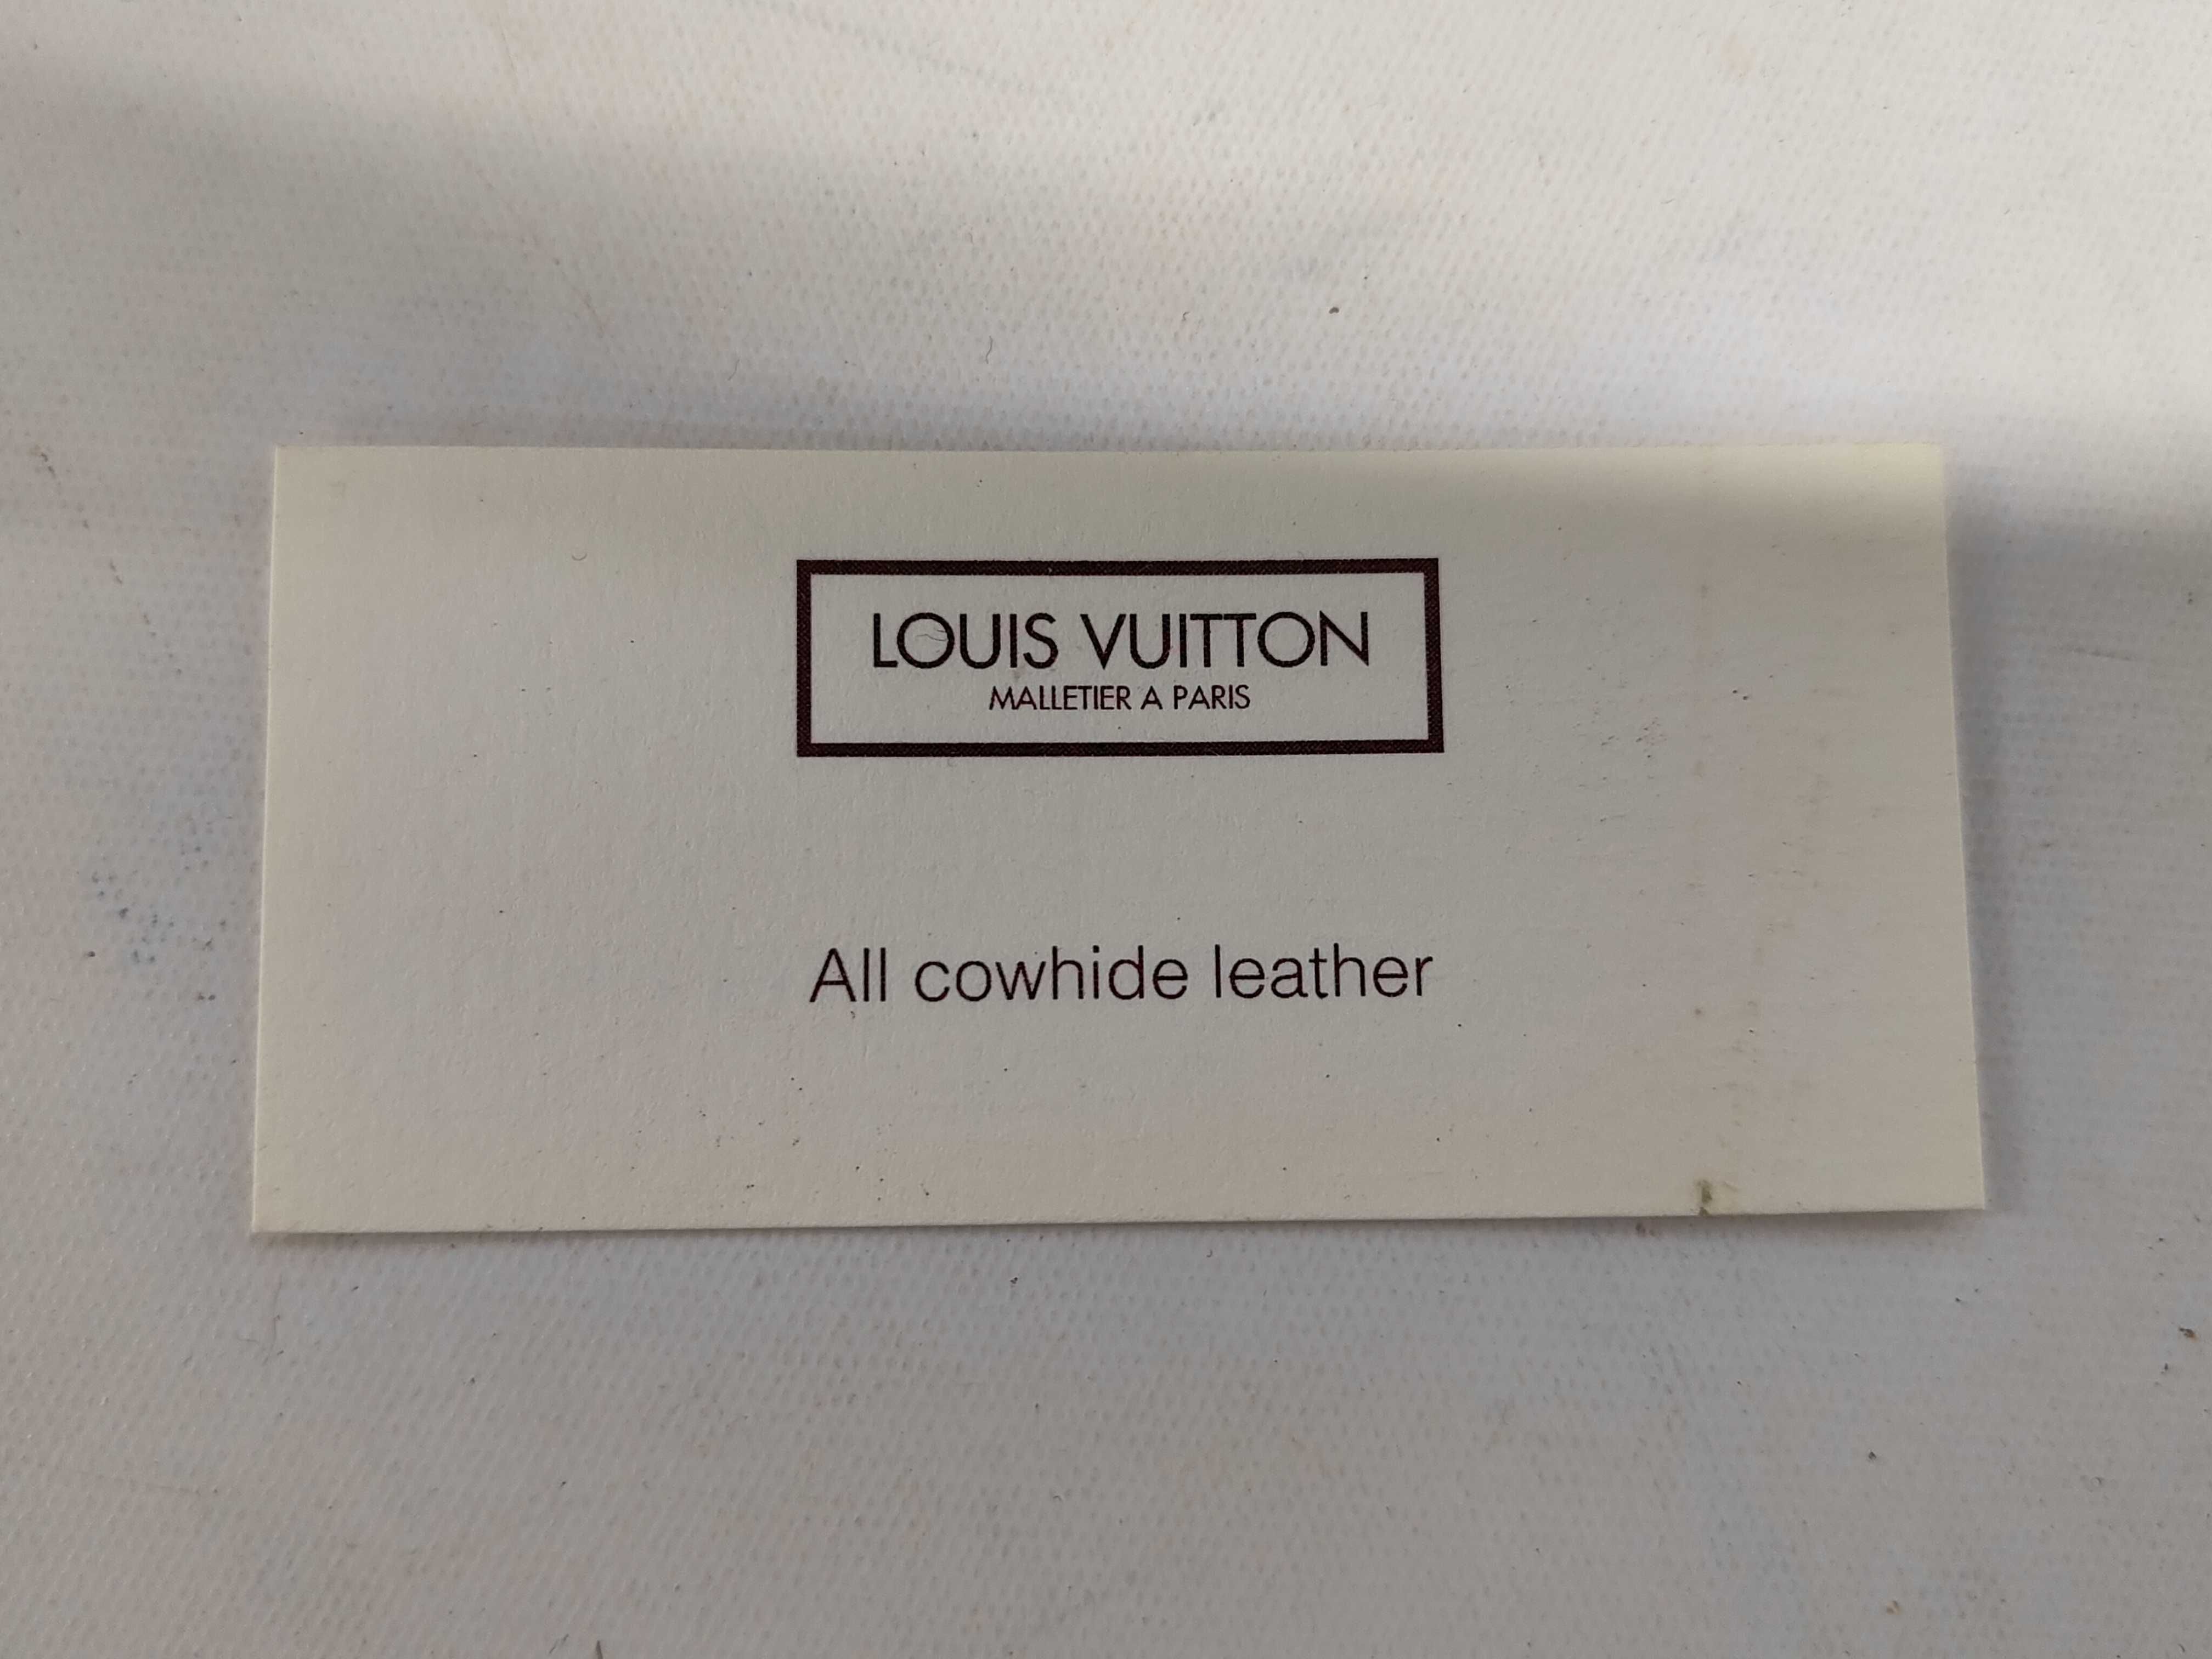 LOUIS VUITTON
MALLETIER A PARIS
All cowhide leather